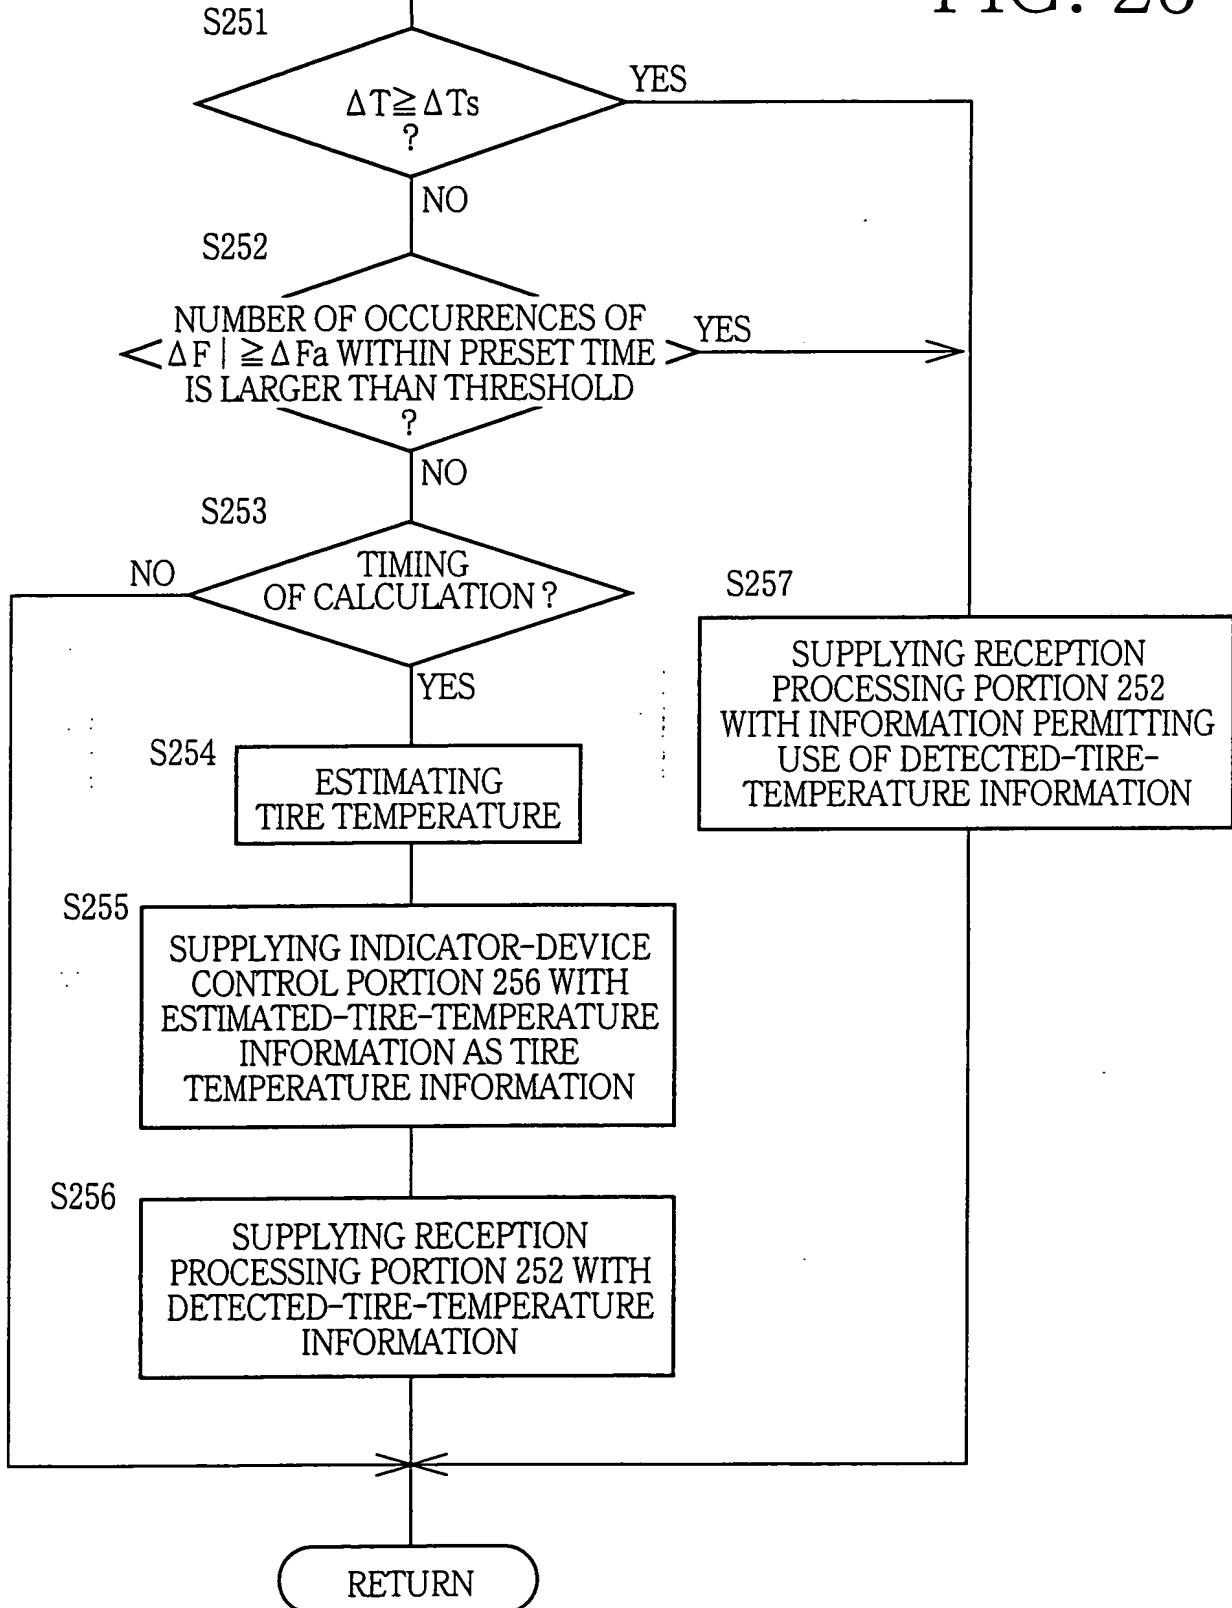 FIG. 26
S251
ΔT≧ΔTs
?
YES
NO
S252
NUMBER OF OCCURRENCES OF
ΔF | ≧ΔFa WITHIN PRESET TIME
IS LARGER THAN THRESHOLD
?
YES
NO
S253
TIMING
OF CALCULATION ?
NO
YES
S254
ESTIMATING
TIRE TEMPERATURE
S257
SUPPLYING RECEPTION
PROCESSING PORTION 252
WITH INFORMATION PERMITTING
USE OF DETECTED-TIRE-
TEMPERATURE INFORMATION
S255
SUPPLYING INDICATOR-DEVICE
CONTROL PORTION 256 WITH
ESTIMATED-TIRE-TEMPERATURE
INFORMATION AS TIRE
TEMPERATURE INFORMATION
S256
SUPPLYING RECEPTION
PROCESSING PORTION 252 WITH
DETECTED-TIRE-TEMPERATURE
INFORMATION
RETURN